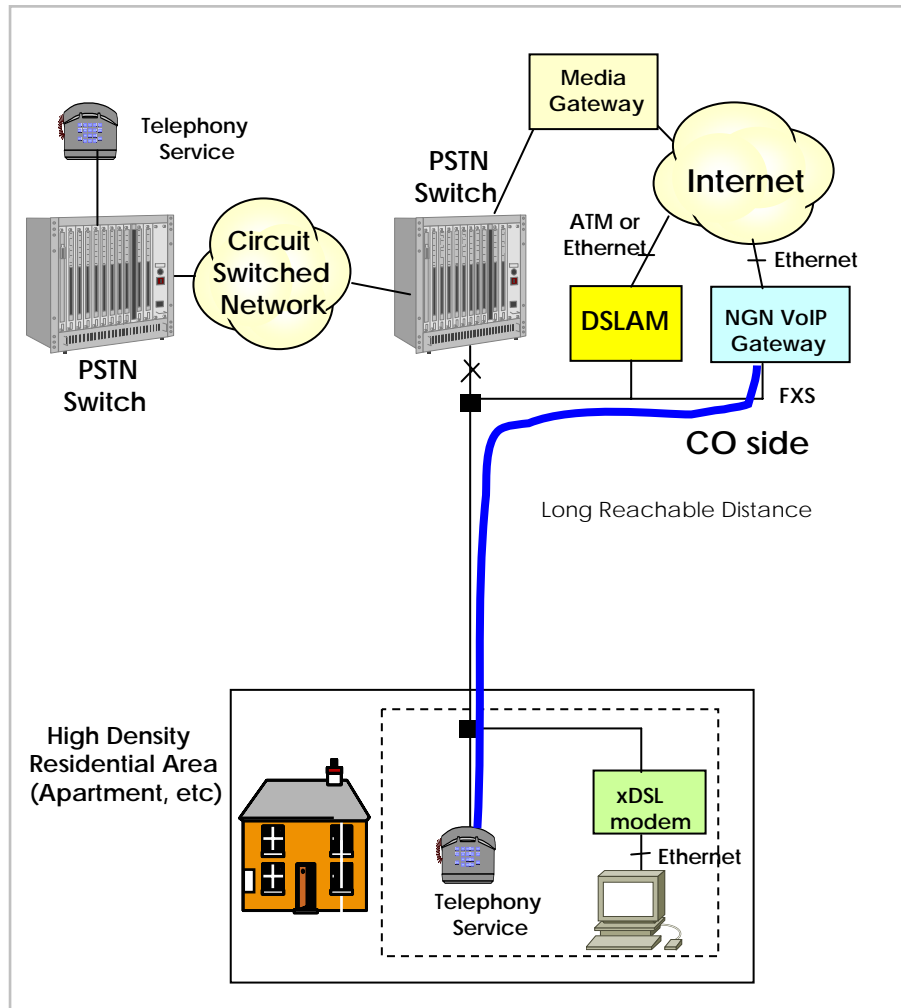 Media
Gateway
Telephony
Service
PSTN
Switch
Internet
ATM or
Ethernet
Circuit
Switched
Network
Ethernet
DSLAM
NGN VoIP
Gateway
PSTN
Switch
FXS
CO side
Long Reachable Distance
High Density
Residential Area
(Apartment, etc)
xDSL
modem
Ethernet
Telephony
Service